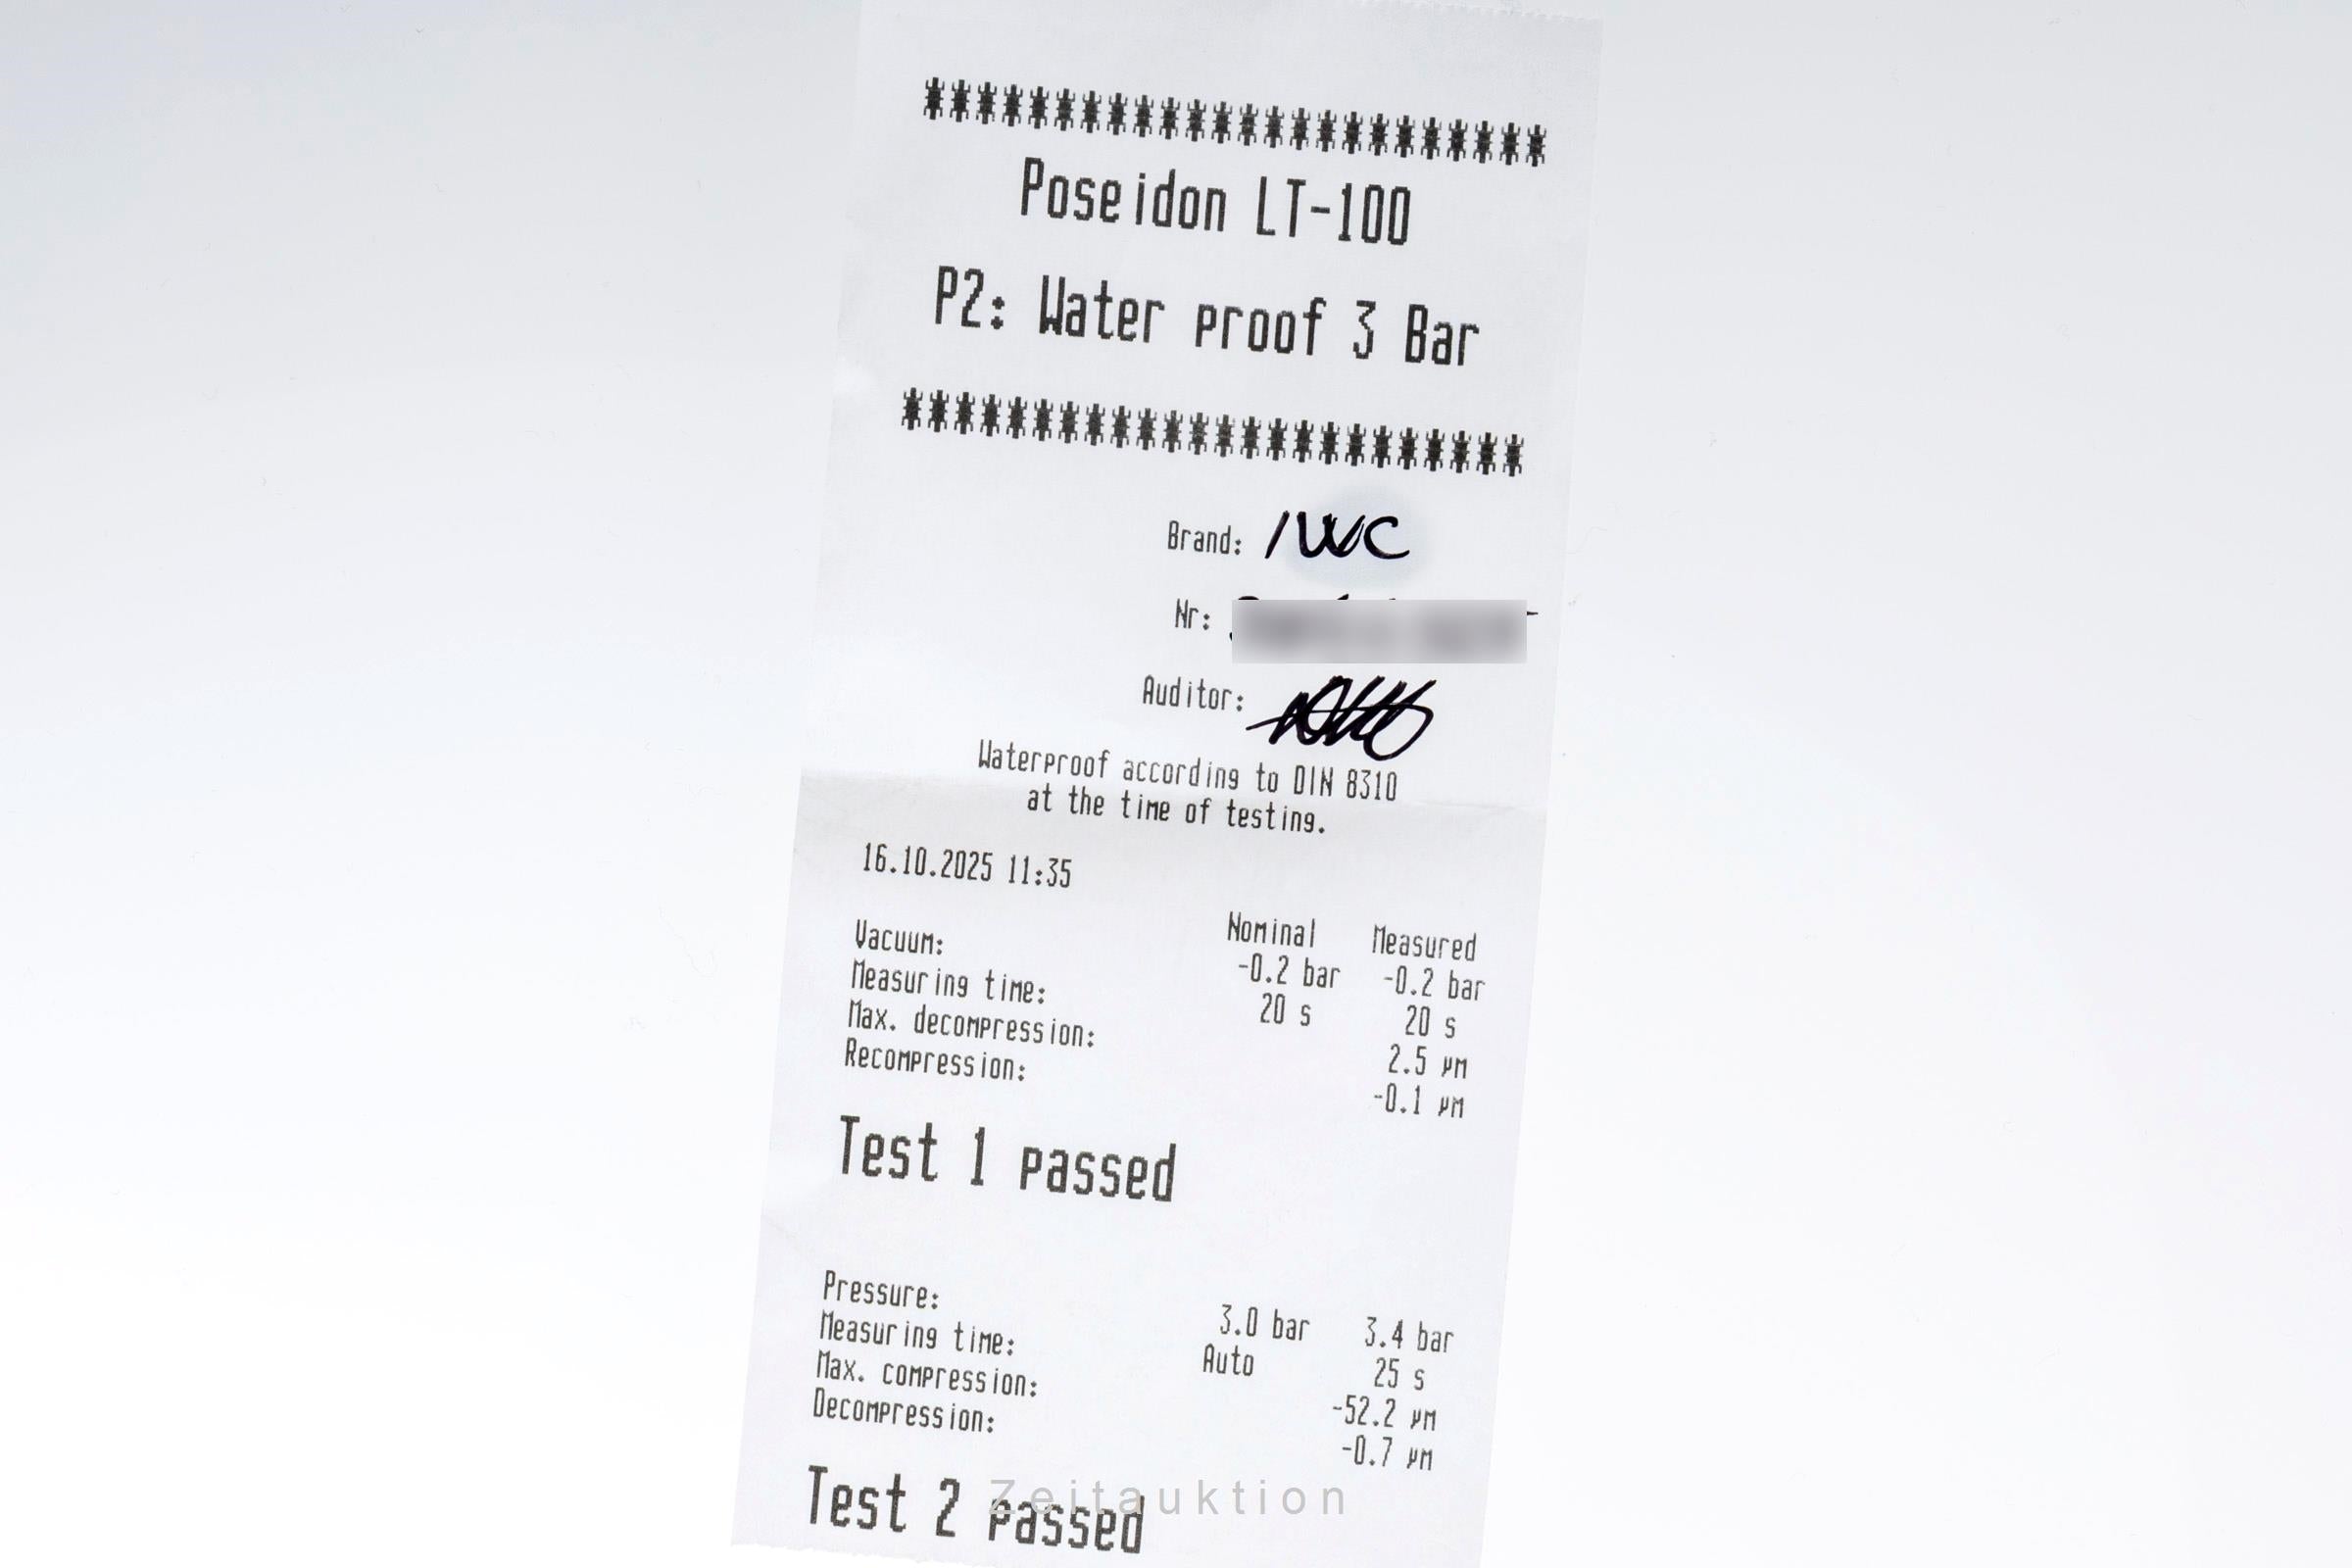 ************************
Poseidon LT-100
P2: Water proof 3 Bar
************************
Brand: IWC
Nr:
Auditor:
Waterproof according to DIN 8310
at the time of testing.
16.10.2025 11:35
Nominal Measured
Vacuum: -0.2 bar -0.2 bar
Measuring time: 20 s 20 s
Max. decompression: 2.5 µm
Recompression: -0.1 µm
Test 1 passed
Pressure: 3.0 bar 3.4 bar
Measuring time: Auto 25 s
Max. compression: -52.2 µm
Decompression: -0.7 µm
Test 2 passed
Zeitauktion